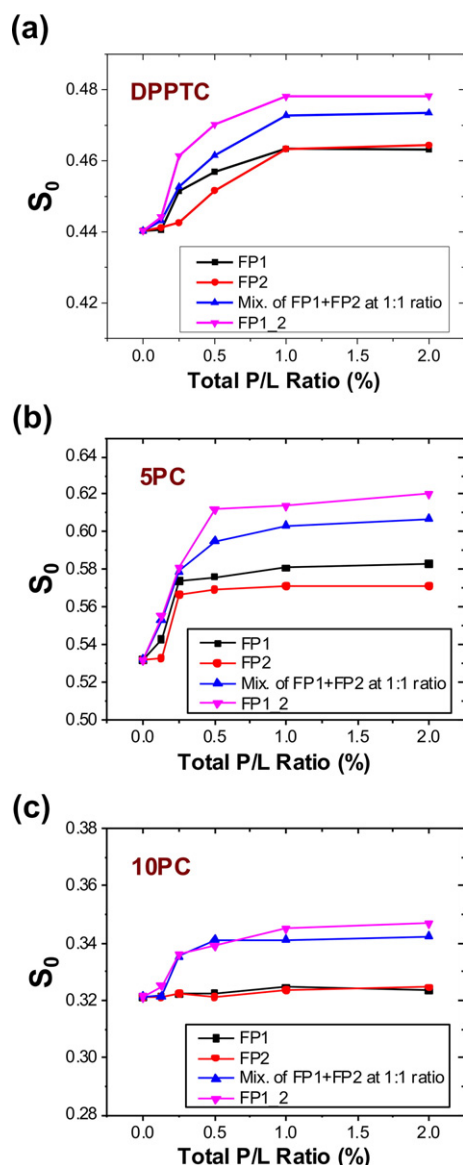 (a)
DPPTC
S0
0.48
0.46
0.44
0.42
FP1
FP2
Mix. of FP1+FP2 at 1:1 ratio
FP1_2
0.0 0.5 1.0 1.5 2.0
Total P/L Ratio (%)
(b)
5PC
S0
0.64
0.62
0.60
0.58
0.56
0.54
0.52
0.50
FP1
FP2
Mix. of FP1+FP2 at 1:1 ratio
FP1_2
0.0 0.5 1.0 1.5 2.0
Total P/L Ratio (%)
(c)
10PC
S0
0.38
0.36
0.34
0.32
0.30
0.28
FP1
FP2
Mix. of FP1+FP2 at 1:1 ratio
FP1_2
0.0 0.5 1.0 1.5 2.0
Total P/L Ratio (%)